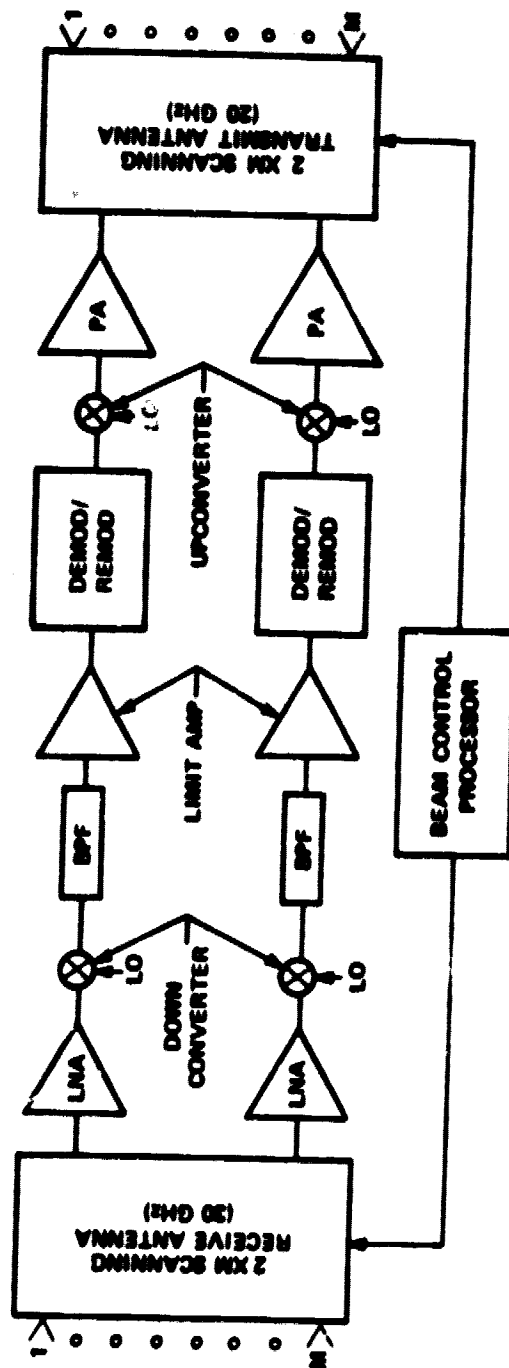 1
M
2 XM SCANNING
RECEIVE ANTENNA
(30 GHz)
LNA
LNA
DOWN
CONVERTER
LO
LO
BPF
BPF
LIMIT AMP
DEMOD/
REMOD
DEMOD/
REMOD
UPCONVERTER
LO
LO
PA
PA
2 XM SCANNING
TRANSMIT ANTENNA
(20 GHz)
1
M
BEAM CONTROL
PROCESSOR